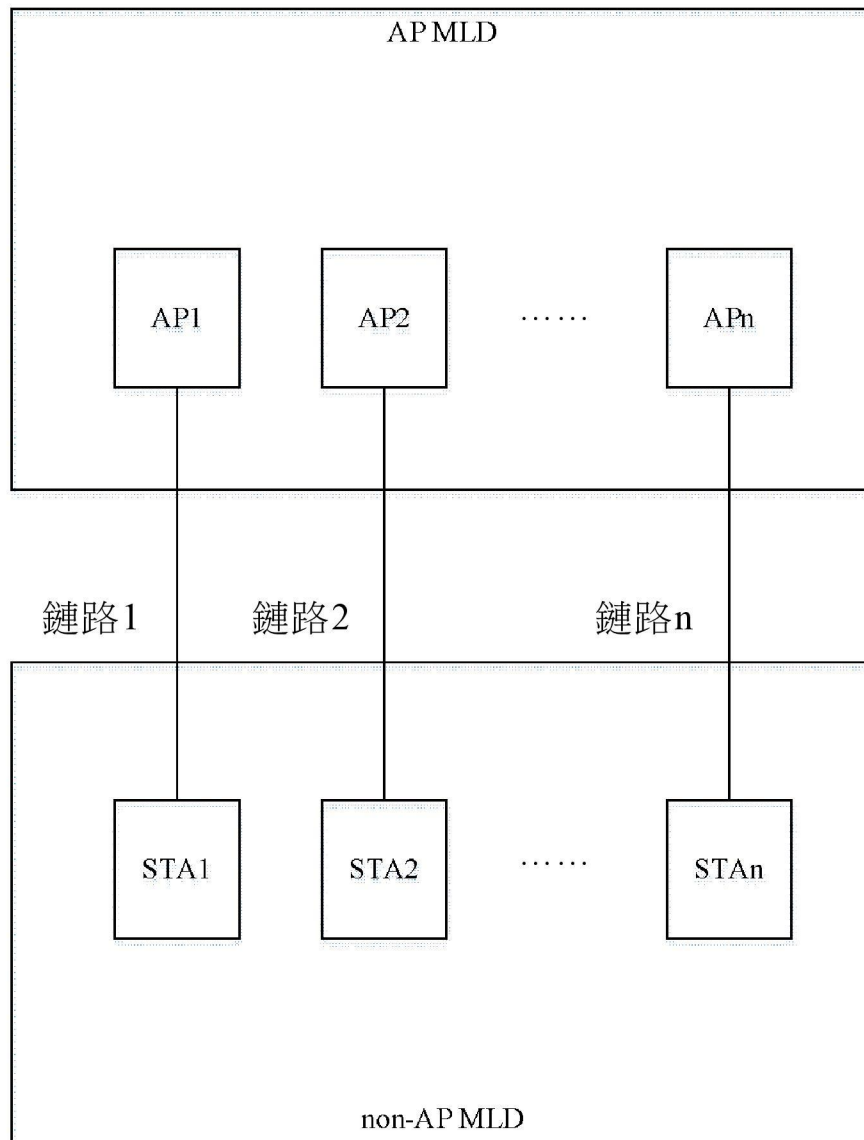 AP MLD
AP1 AP2 …… APn
鏈路1 鏈路2 鏈路n
STA1 STA2 …… STAn
non-AP MLD